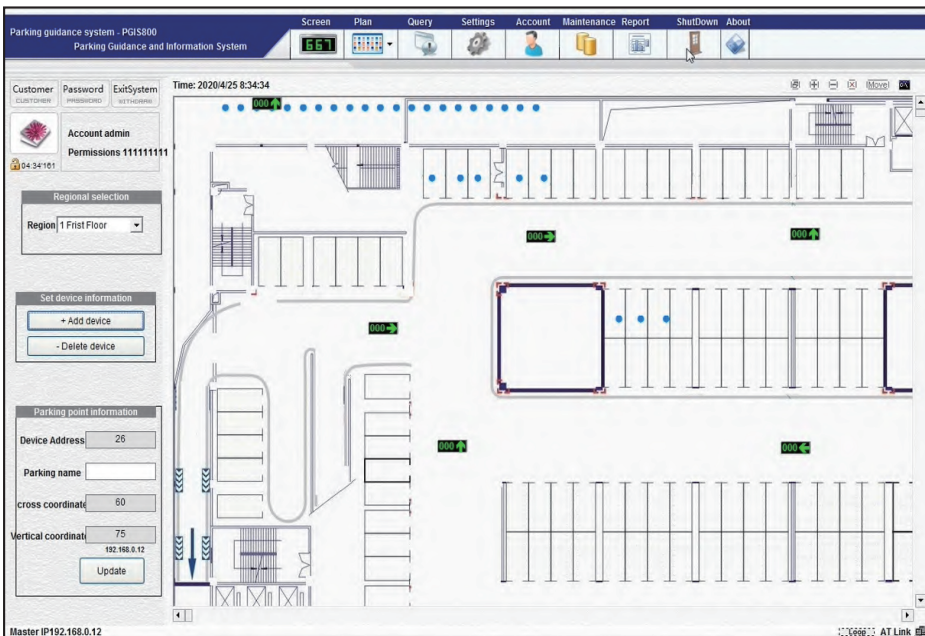 Parking guidance system - PGIS800
Parking Guidance and Information System
Screen Plan Query Settings Account Maintenance Report ShutDown About
667
Customer Password ExitSystem
CUSTOMER PASSWORD WITHDRAW
Time: 2020/4/25 8:34:34
Move
Account admin
Permissions 111111111
04:34'161
Regional selection
Region 1 Frist Floor
Set device information
+ Add device
- Delete device
Parking point information
Device Address 26
Parking name
cross coordinate 60
Vertical coordinate 75
192.168.0.12
Update
000
000
000
000
000
000
Master IP192.168.0.12
Loop AT Link